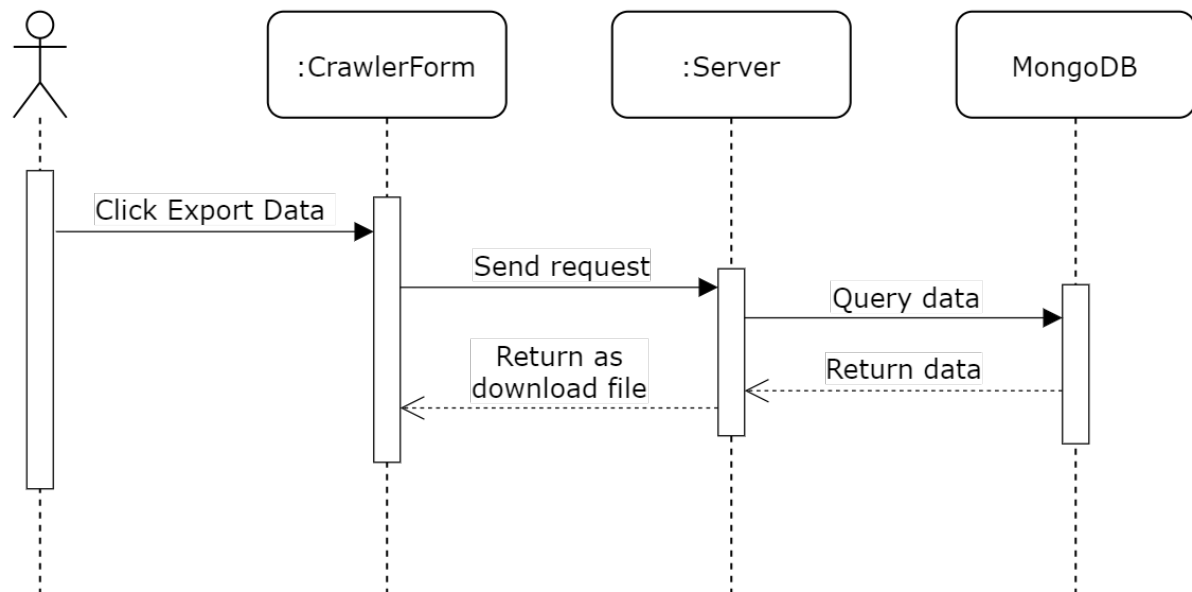 :CrawlerForm
:Server
MongoDB
Click Export Data
Send request
Query data
Return as
download file
Return data